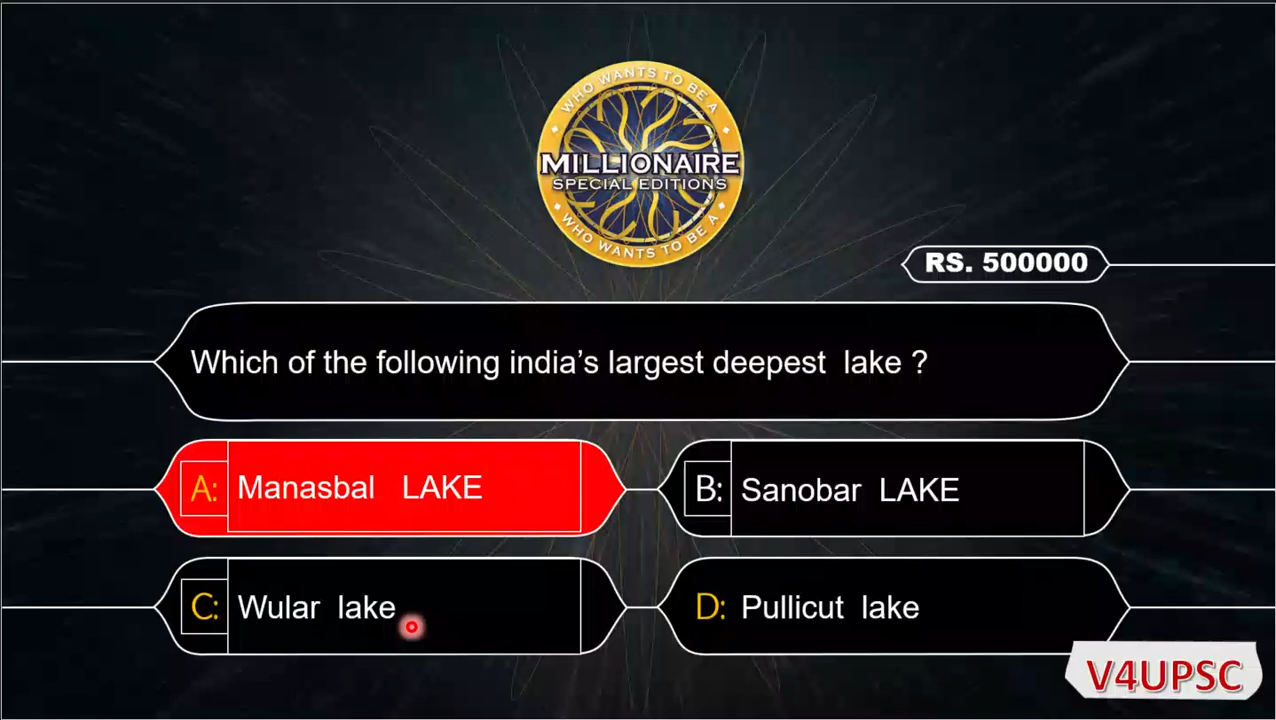 WHO WANTS TO BE A
MILLIONAIRE
SPECIAL EDITIONS
WHO WANTS TO BE A
RS. 500000
Which of the following india’s largest deepest lake ?
A: Manasbal LAKE
B: Sanobar LAKE
C: Wular lake
D: Pullicut lake
V4UPSC